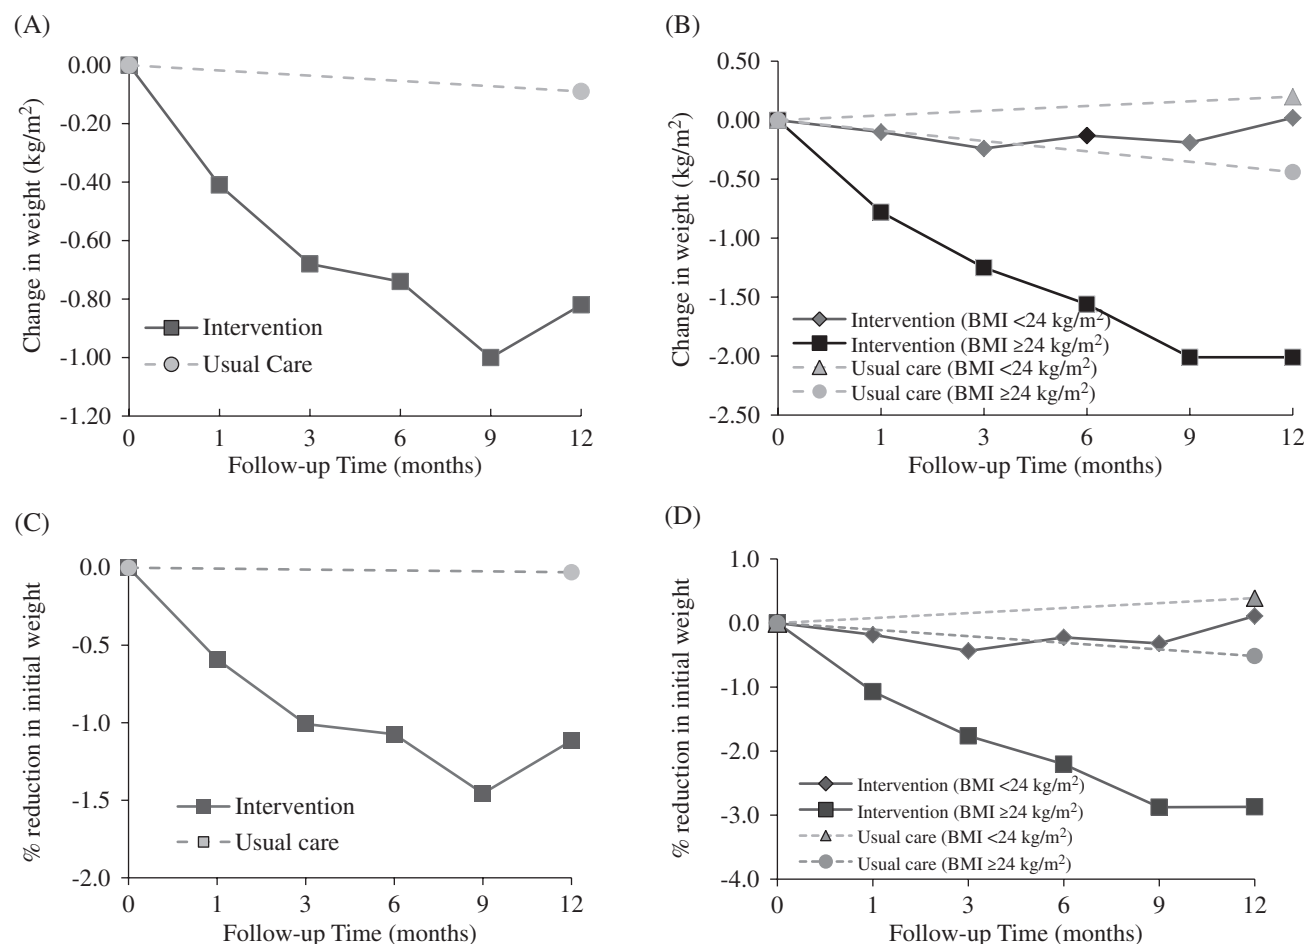 (A)
0.00
-0.20
-0.40
-0.60
-0.80
-1.00
-1.20
Change in weight (kg/m²)
Intervention
Usual Care
0 1 3 6 9 12
Follow-up Time (months)
(B)
0.50
0.00
-0.50
-1.00
-1.50
-2.00
-2.50
Change in weight (kg/m²)
Intervention (BMI <24 kg/m²)
Intervention (BMI ≥24 kg/m²)
Usual care (BMI <24 kg/m²)
Usual care (BMI ≥24 kg/m²)
0 1 3 6 9 12
Follow-up Time (months)
(C)
0.0
-0.5
-1.0
-1.5
-2.0
% reduction in initial weight
Intervention
Usual care
0 1 3 6 9 12
Follow-up Time (months)
(D)
1.0
0.0
-1.0
-2.0
-3.0
-4.0
% reduction in initial weight
Intervention (BMI <24 kg/m²)
Intervention (BMI ≥24 kg/m²)
Usual care (BMI <24 kg/m²)
Usual care (BMI ≥24 kg/m²)
0 1 3 6 9 12
Follow-up Time (months)